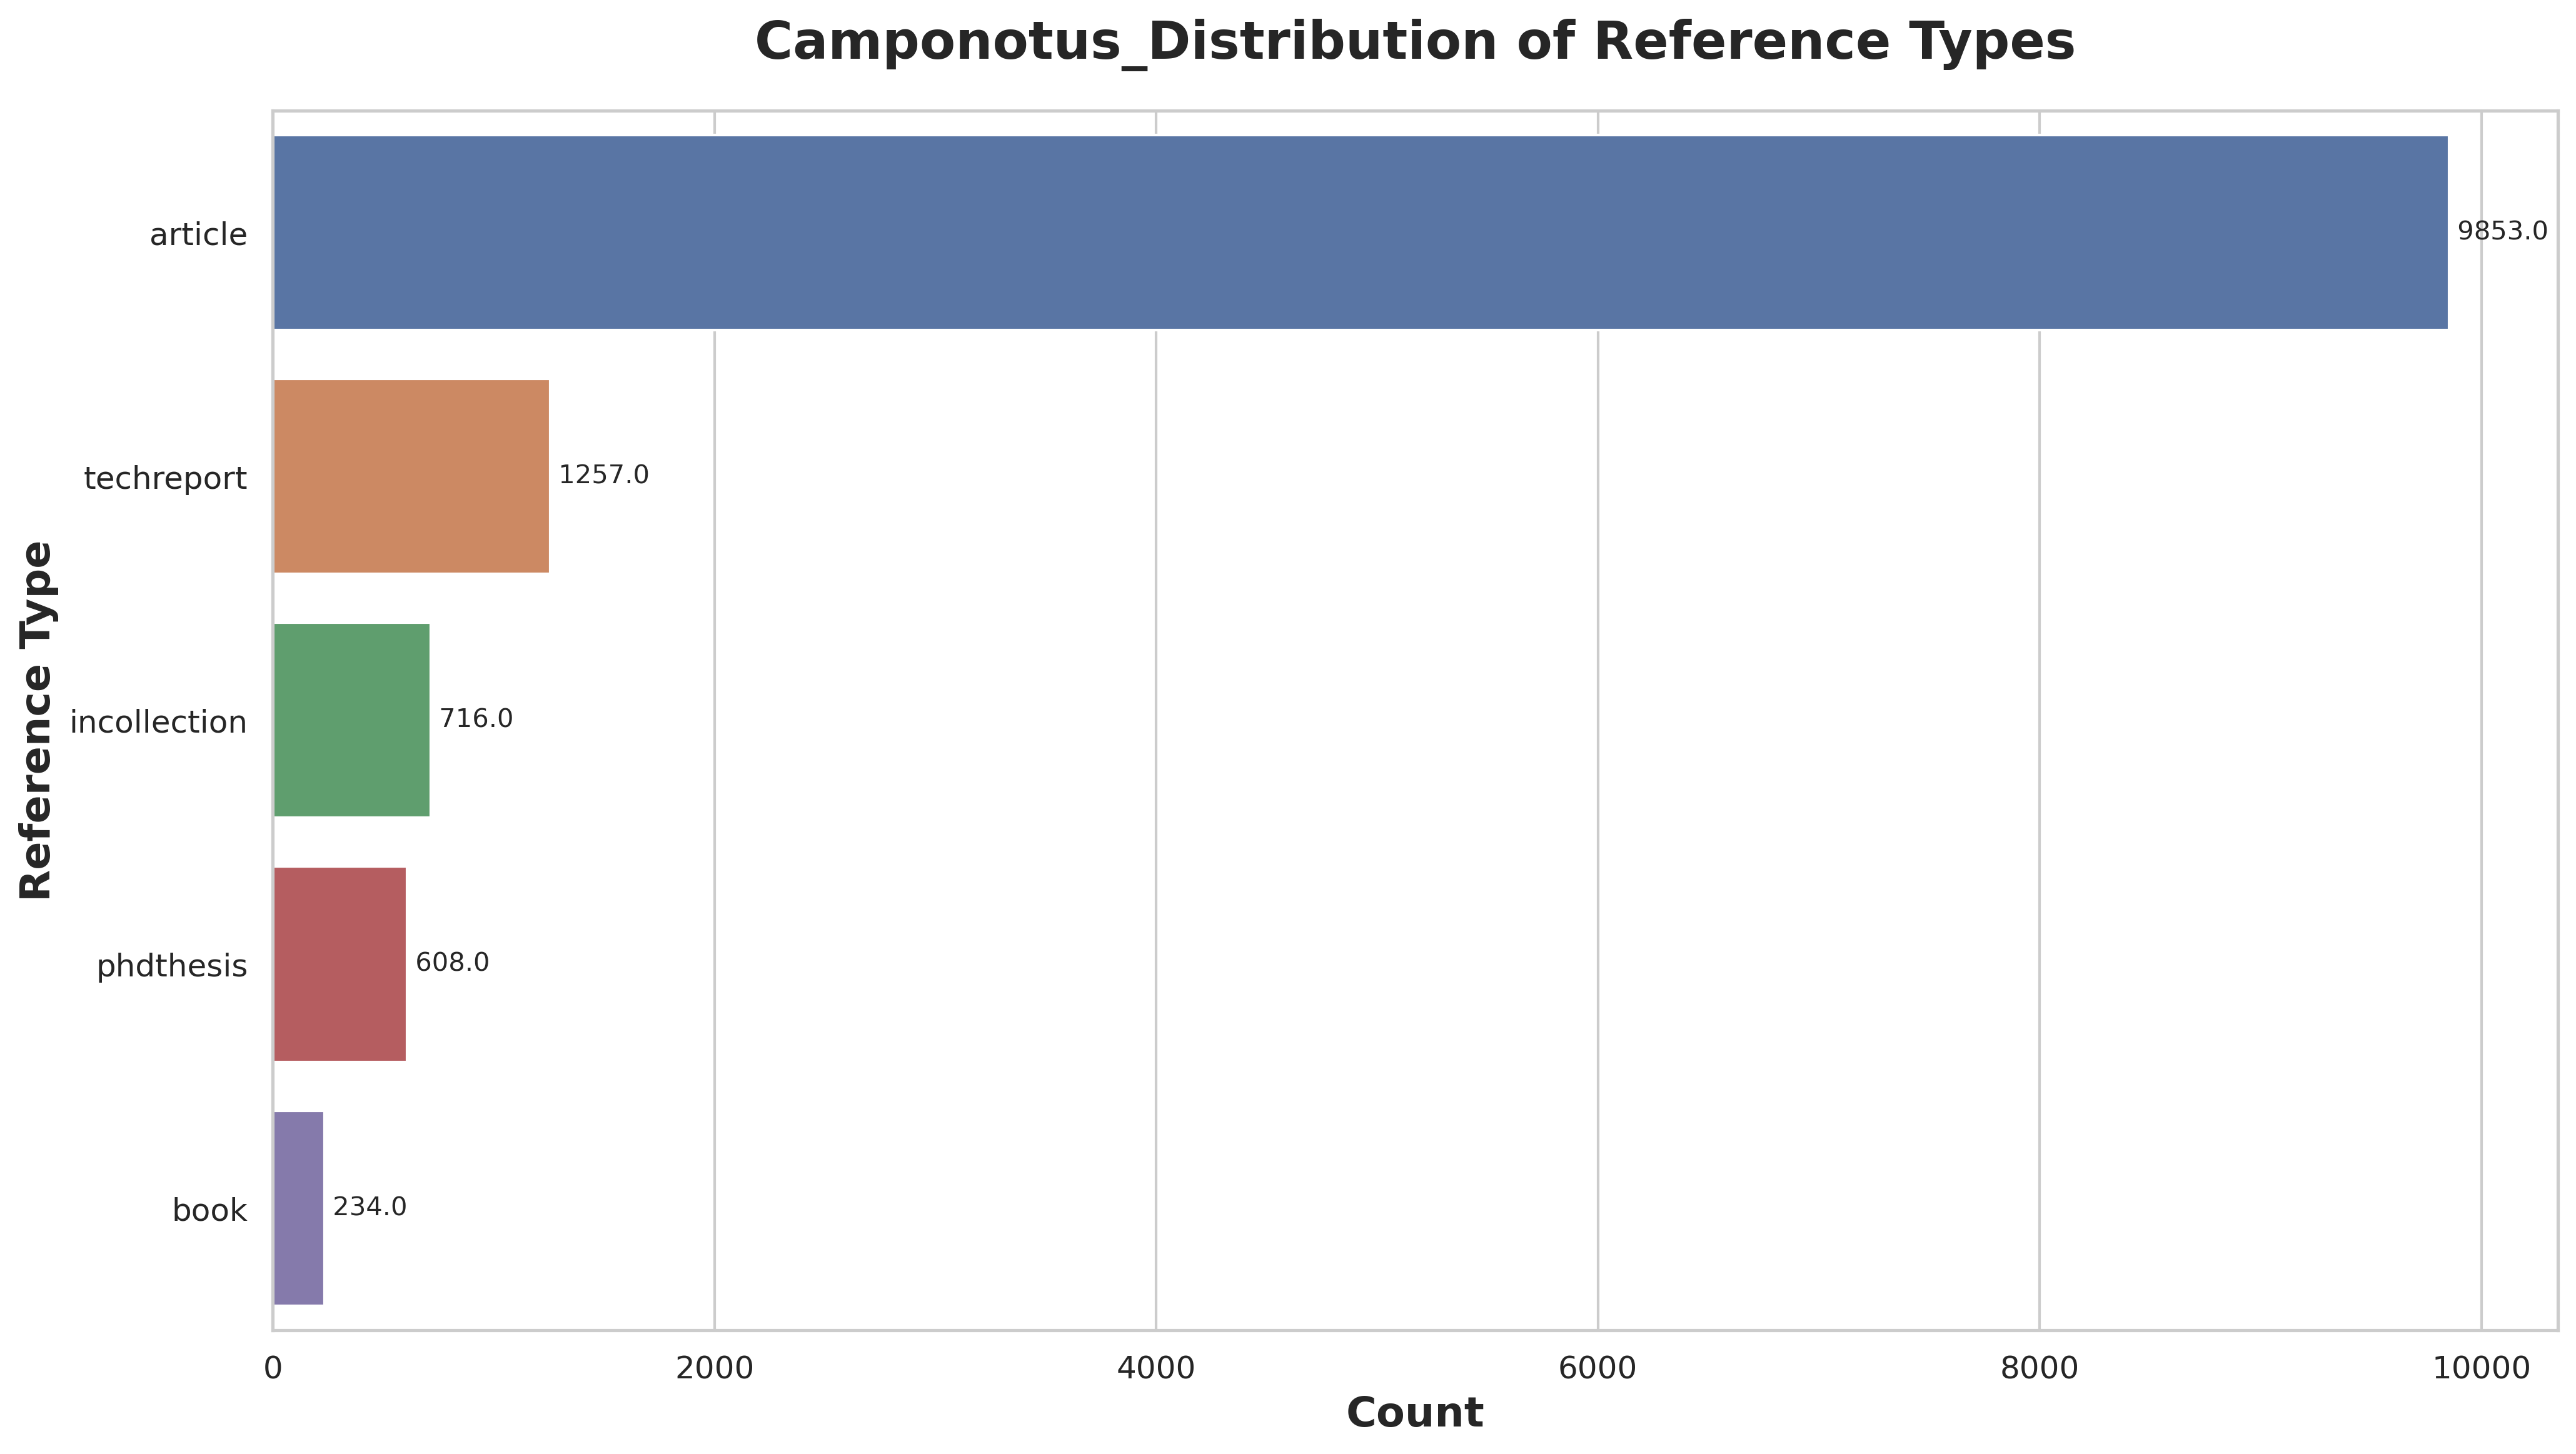 Camponotus_Distribution of Reference Types
Reference Type
article
9853.0
techreport
1257.0
incollection
716.0
phdthesis
608.0
book
234.0
0 2000 4000 6000 8000 10000
Count